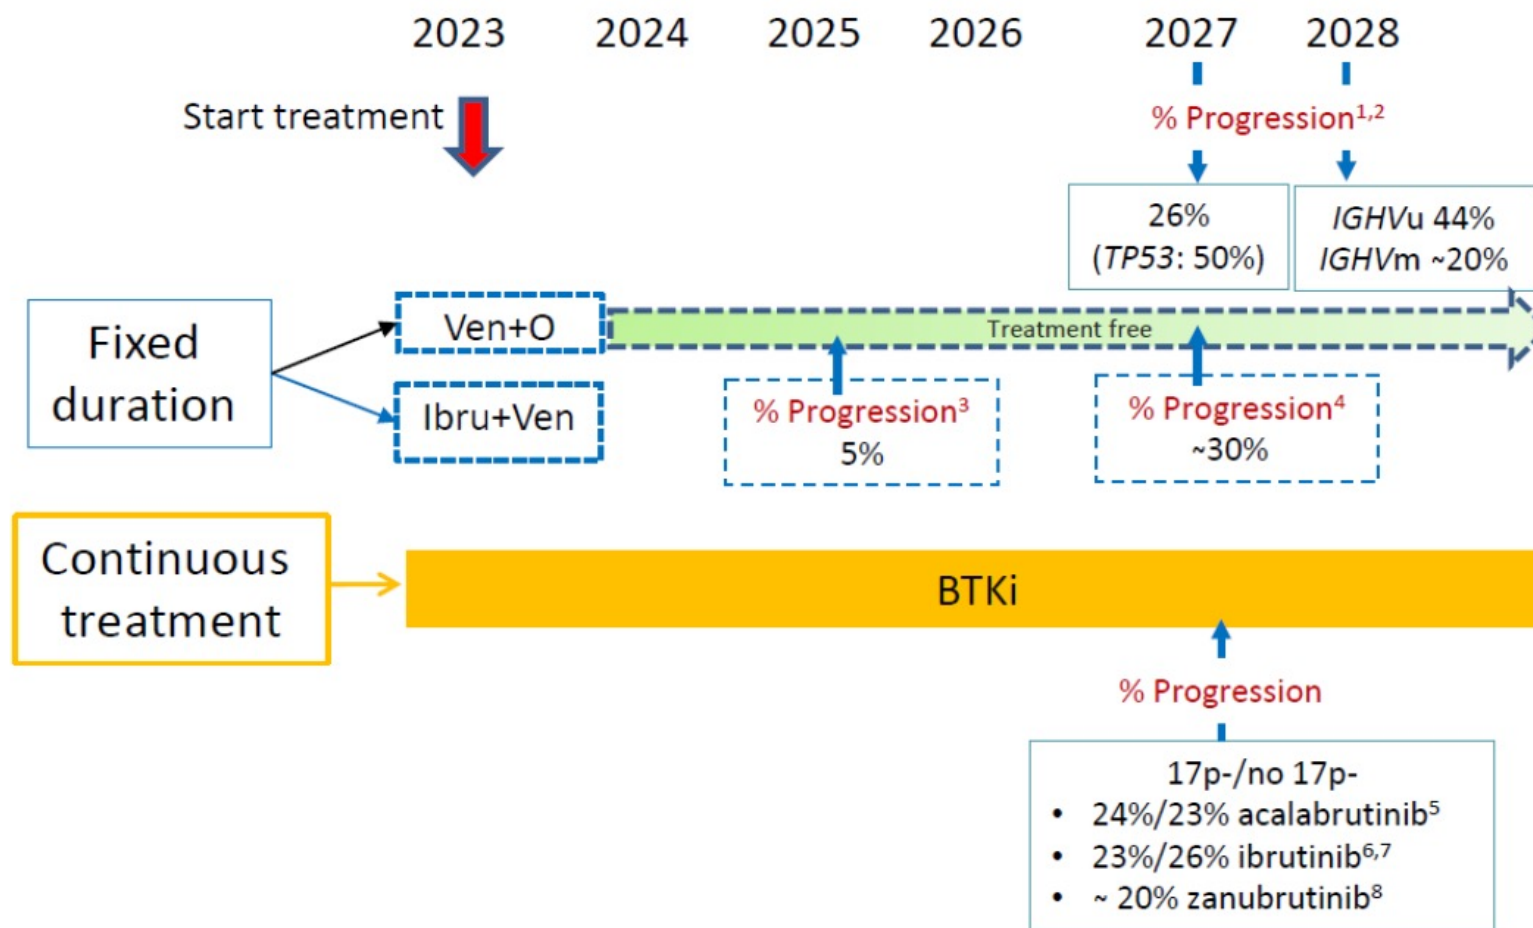 2023 2024 2025 2026 2027 2028
Start treatment
% Progression¹,²
26%
(TP53: 50%)
IGHVu 44%
IGHVm ~20%
Fixed
duration
Ven+O
Treatment free
Ibru+Ven
% Progression³
5%
% Progression⁴
~30%
Continuous
treatment
BTKi
% Progression
17p-/no 17p-
• 24%/23% acalabrutinib⁵
• 23%/26% ibrutinib⁶,⁷
• ~ 20% zanubrutinib⁸